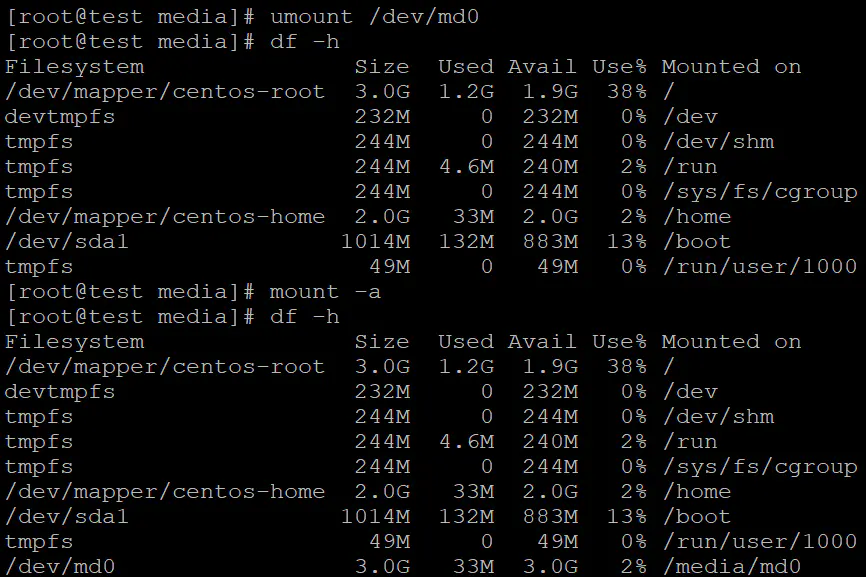 [root@test media]# umount /dev/md0
[root@test media]# df -h
Filesystem               Size  Used Avail Use% Mounted on
/dev/mapper/centos-root  3.0G  1.2G  1.9G  38% /
devtmpfs                 232M     0  232M   0% /dev
tmpfs                    244M     0  244M   0% /dev/shm
tmpfs                    244M  4.6M  240M   2% /run
tmpfs                    244M     0  244M   0% /sys/fs/cgroup
/dev/mapper/centos-home  2.0G   33M  2.0G   2% /home
/dev/sda1               1014M  132M  883M  13% /boot
tmpfs                     49M     0   49M   0% /run/user/1000
[root@test media]# mount -a
[root@test media]# df -h
Filesystem               Size  Used Avail Use% Mounted on
/dev/mapper/centos-root  3.0G  1.2G  1.9G  38% /
devtmpfs                 232M     0  232M   0% /dev
tmpfs                    244M     0  244M   0% /dev/shm
tmpfs                    244M  4.6M  240M   2% /run
tmpfs                    244M     0  244M   0% /sys/fs/cgroup
/dev/mapper/centos-home  2.0G   33M  2.0G   2% /home
/dev/sda1               1014M  132M  883M  13% /boot
tmpfs                     49M     0   49M   0% /run/user/1000
/dev/md0                 3.0G   33M  3.0G   2% /media/md0